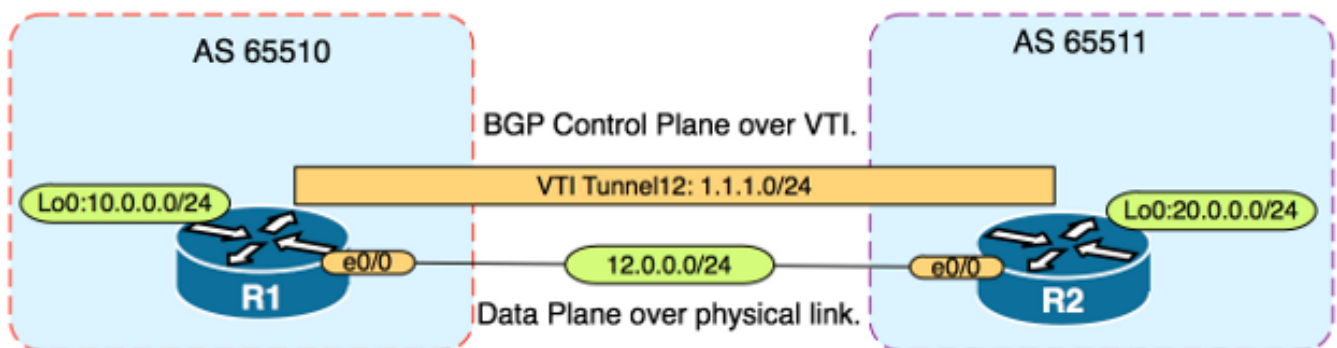 AS 65510
AS 65511
BGP Control Plane over VTI.
VTI Tunnel12: 1.1.1.0/24
Lo0:10.0.0.0/24
Lo0:20.0.0.0/24
e0/0
12.0.0.0/24
e0/0
R1
R2
Data Plane over physical link.